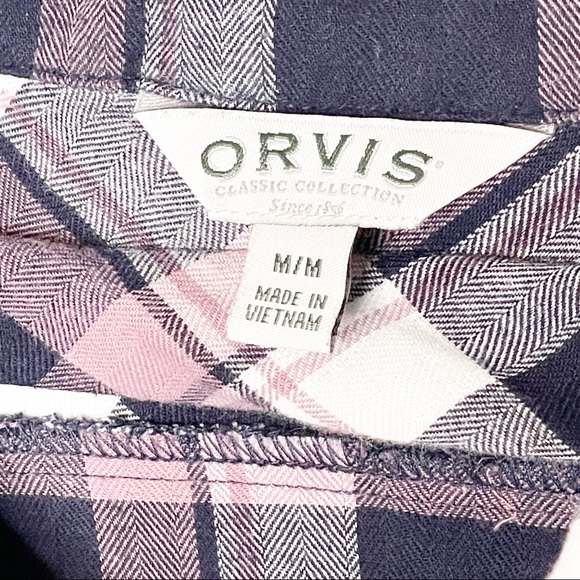 ORVIS®
CLASSIC COLLECTION
Since 1856
M/M
MADE IN
VIETNAM